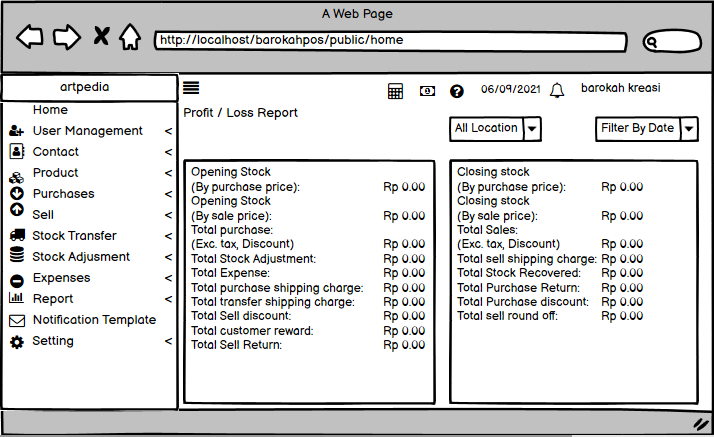 A Web Page
http://localhost/barokahpos/public/home
artpedia
06/09/2021
barokah kreasi
Home
User Management <
Contact <
Product <
Purchases <
Sell <
Stock Transfer <
Stock Adjusment <
Expenses <
Report <
Notification Template
Setting <
Profit / Loss Report
All Location
Filter By Date
Opening Stock
(By purchase price): Rp 0.00
Opening Stock
(By sale price): Rp 0.00
Total purchase:
(Exc. tax, Discount) Rp 0.00
Total Stock Adjustment: Rp 0.00
Total Expense: Rp 0.00
Total purchase shipping charge: Rp 0.00
Total transfer shipping charge: Rp 0.00
Total Sell discount: Rp 0.00
Total customer reward: Rp 0.00
Total Sell Return: Rp 0.00
Closing stock
(By purchase price): Rp 0.00
Closing stock
(By sale price): Rp 0.00
Total Sales:
(Exc. tax, Discount) Rp 0.00
Total sell shipping charge: Rp 0.00
Total Stock Recovered: Rp 0.00
Total Purchase Return: Rp 0.00
Total Purchase discount: Rp 0.00
Total sell round off: Rp 0.00